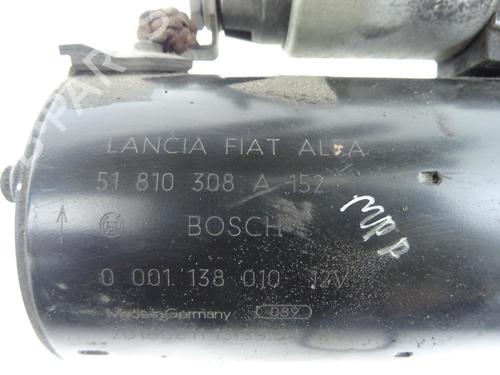 LANCIA FIAT ALFA
51 810 308 A 152
BOSCH
0 001 138 010 12V
Made in Germany 089